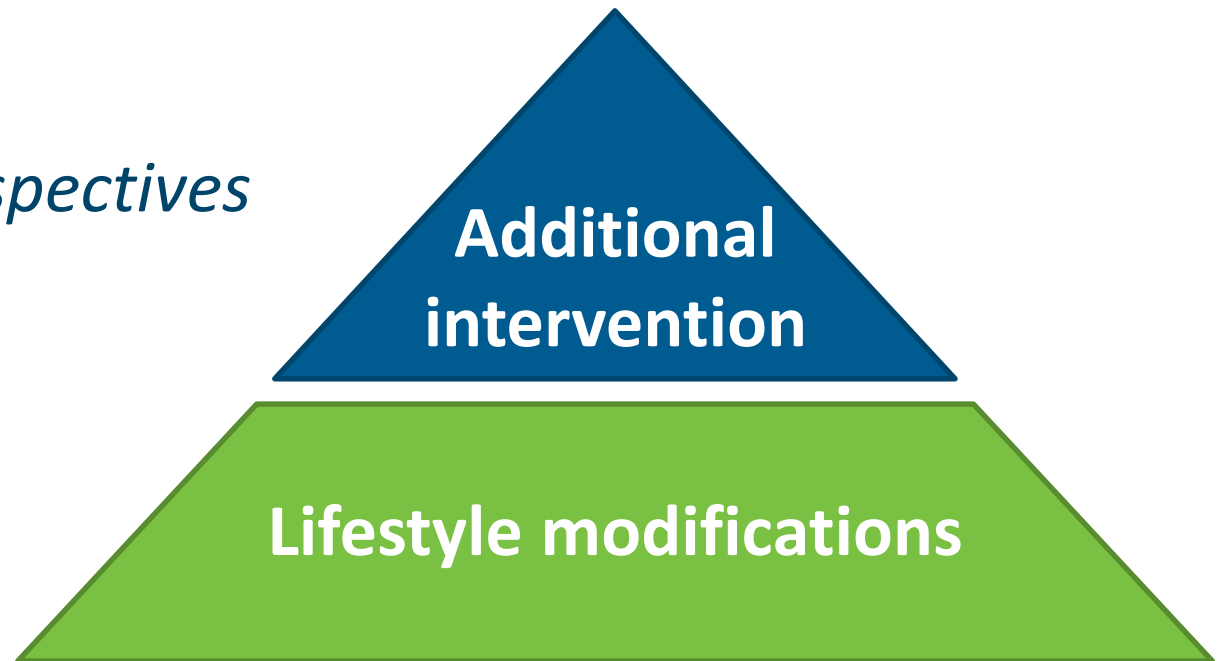 spectives
Additional
intervention
Lifestyle modifications